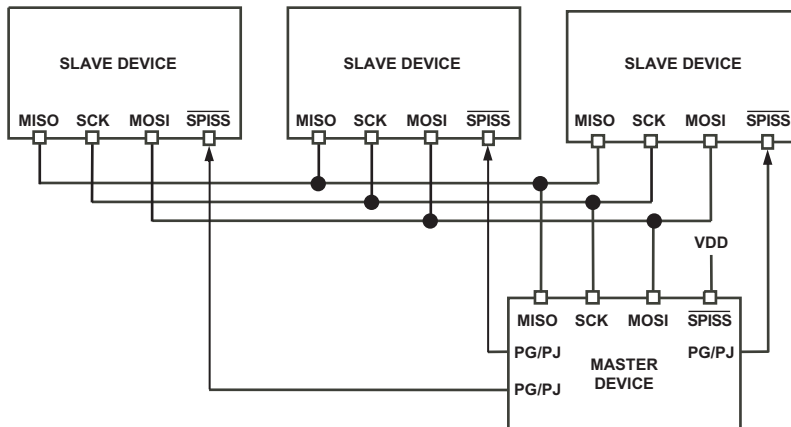 SLAVE DEVICE
MISO SCK MOSI SPISS
SLAVE DEVICE
MISO SCK MOSI SPISS
SLAVE DEVICE
MISO SCK MOSI SPISS
VDD
MISO SCK MOSI SPISS
PG/PJ
PG/PJ
MASTER
DEVICE
PG/PJ